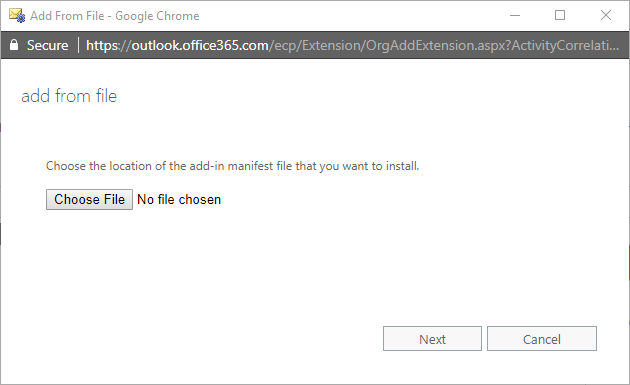 Add From File - Google Chrome
Secure https://outlook.office365.com/ecp/Extension/OrgAddExtension.aspx?ActivityCorrelati...
add from file
Choose the location of the add-in manifest file that you want to install.
Choose File No file chosen
Next Cancel